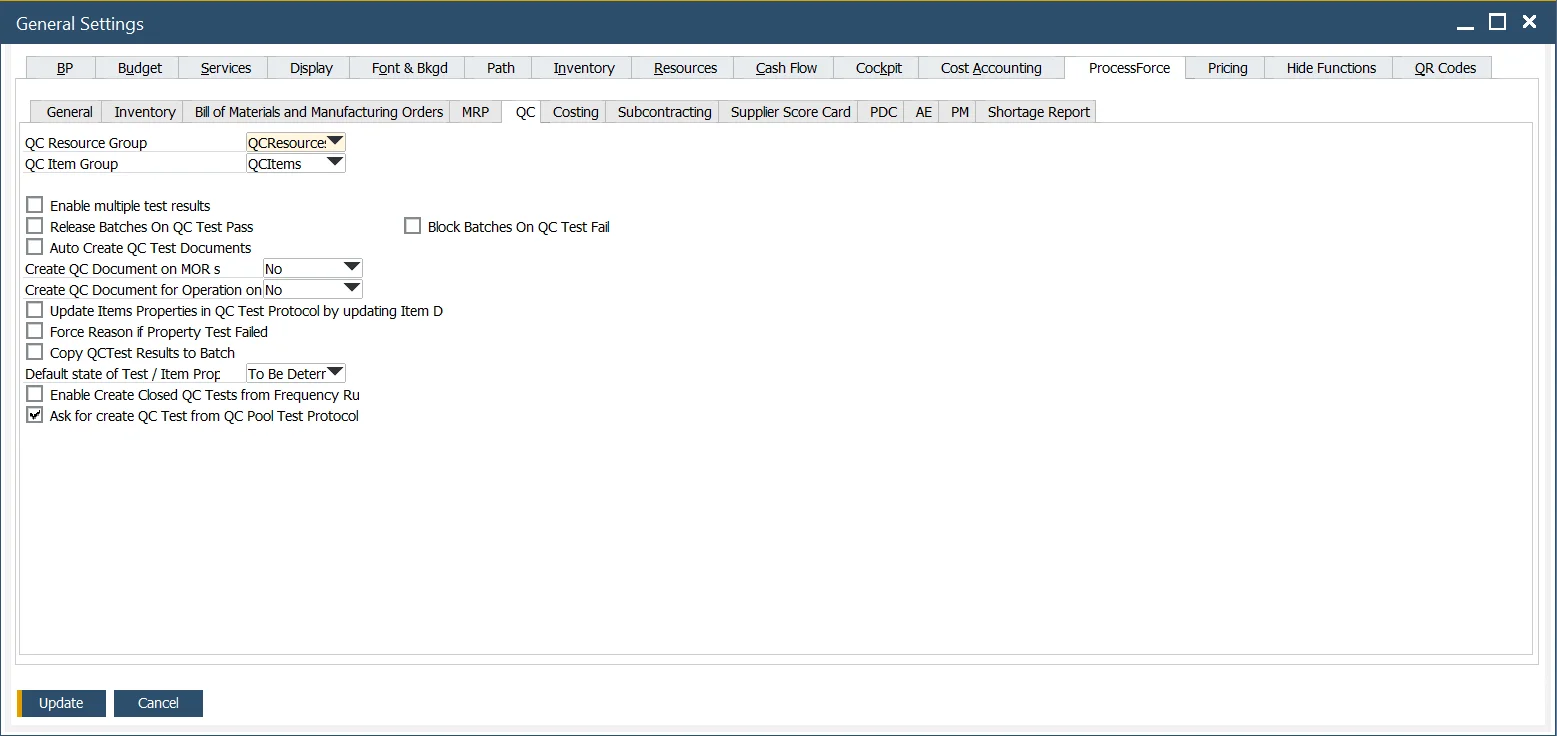 General Settings
BP Budget Services Display Font & Bkgd Path Inventory Resources Cash Flow Cockpit Cost Accounting ProcessForce Pricing Hide Functions QR Codes
General Inventory Bill of Materials and Manufacturing Orders MRP QC Costing Subcontracting Supplier Score Card PDC AE PM Shortage Report
QC Resource Group QCResources
QC Item Group QCItems
Enable multiple test results
Release Batches On QC Test Pass Block Batches On QC Test Fail
Auto Create QC Test Documents
Create QC Document on MOR s No
Create QC Document for Operation on No
Update Items Properties in QC Test Protocol by updating Item D
Force Reason if Property Test Failed
Copy QCTest Results to Batch
Default state of Test / Item Prop To Be Deterr
Enable Create Closed QC Tests from Frequency Ru
Ask for create QC Test from QC Pool Test Protocol
Update Cancel